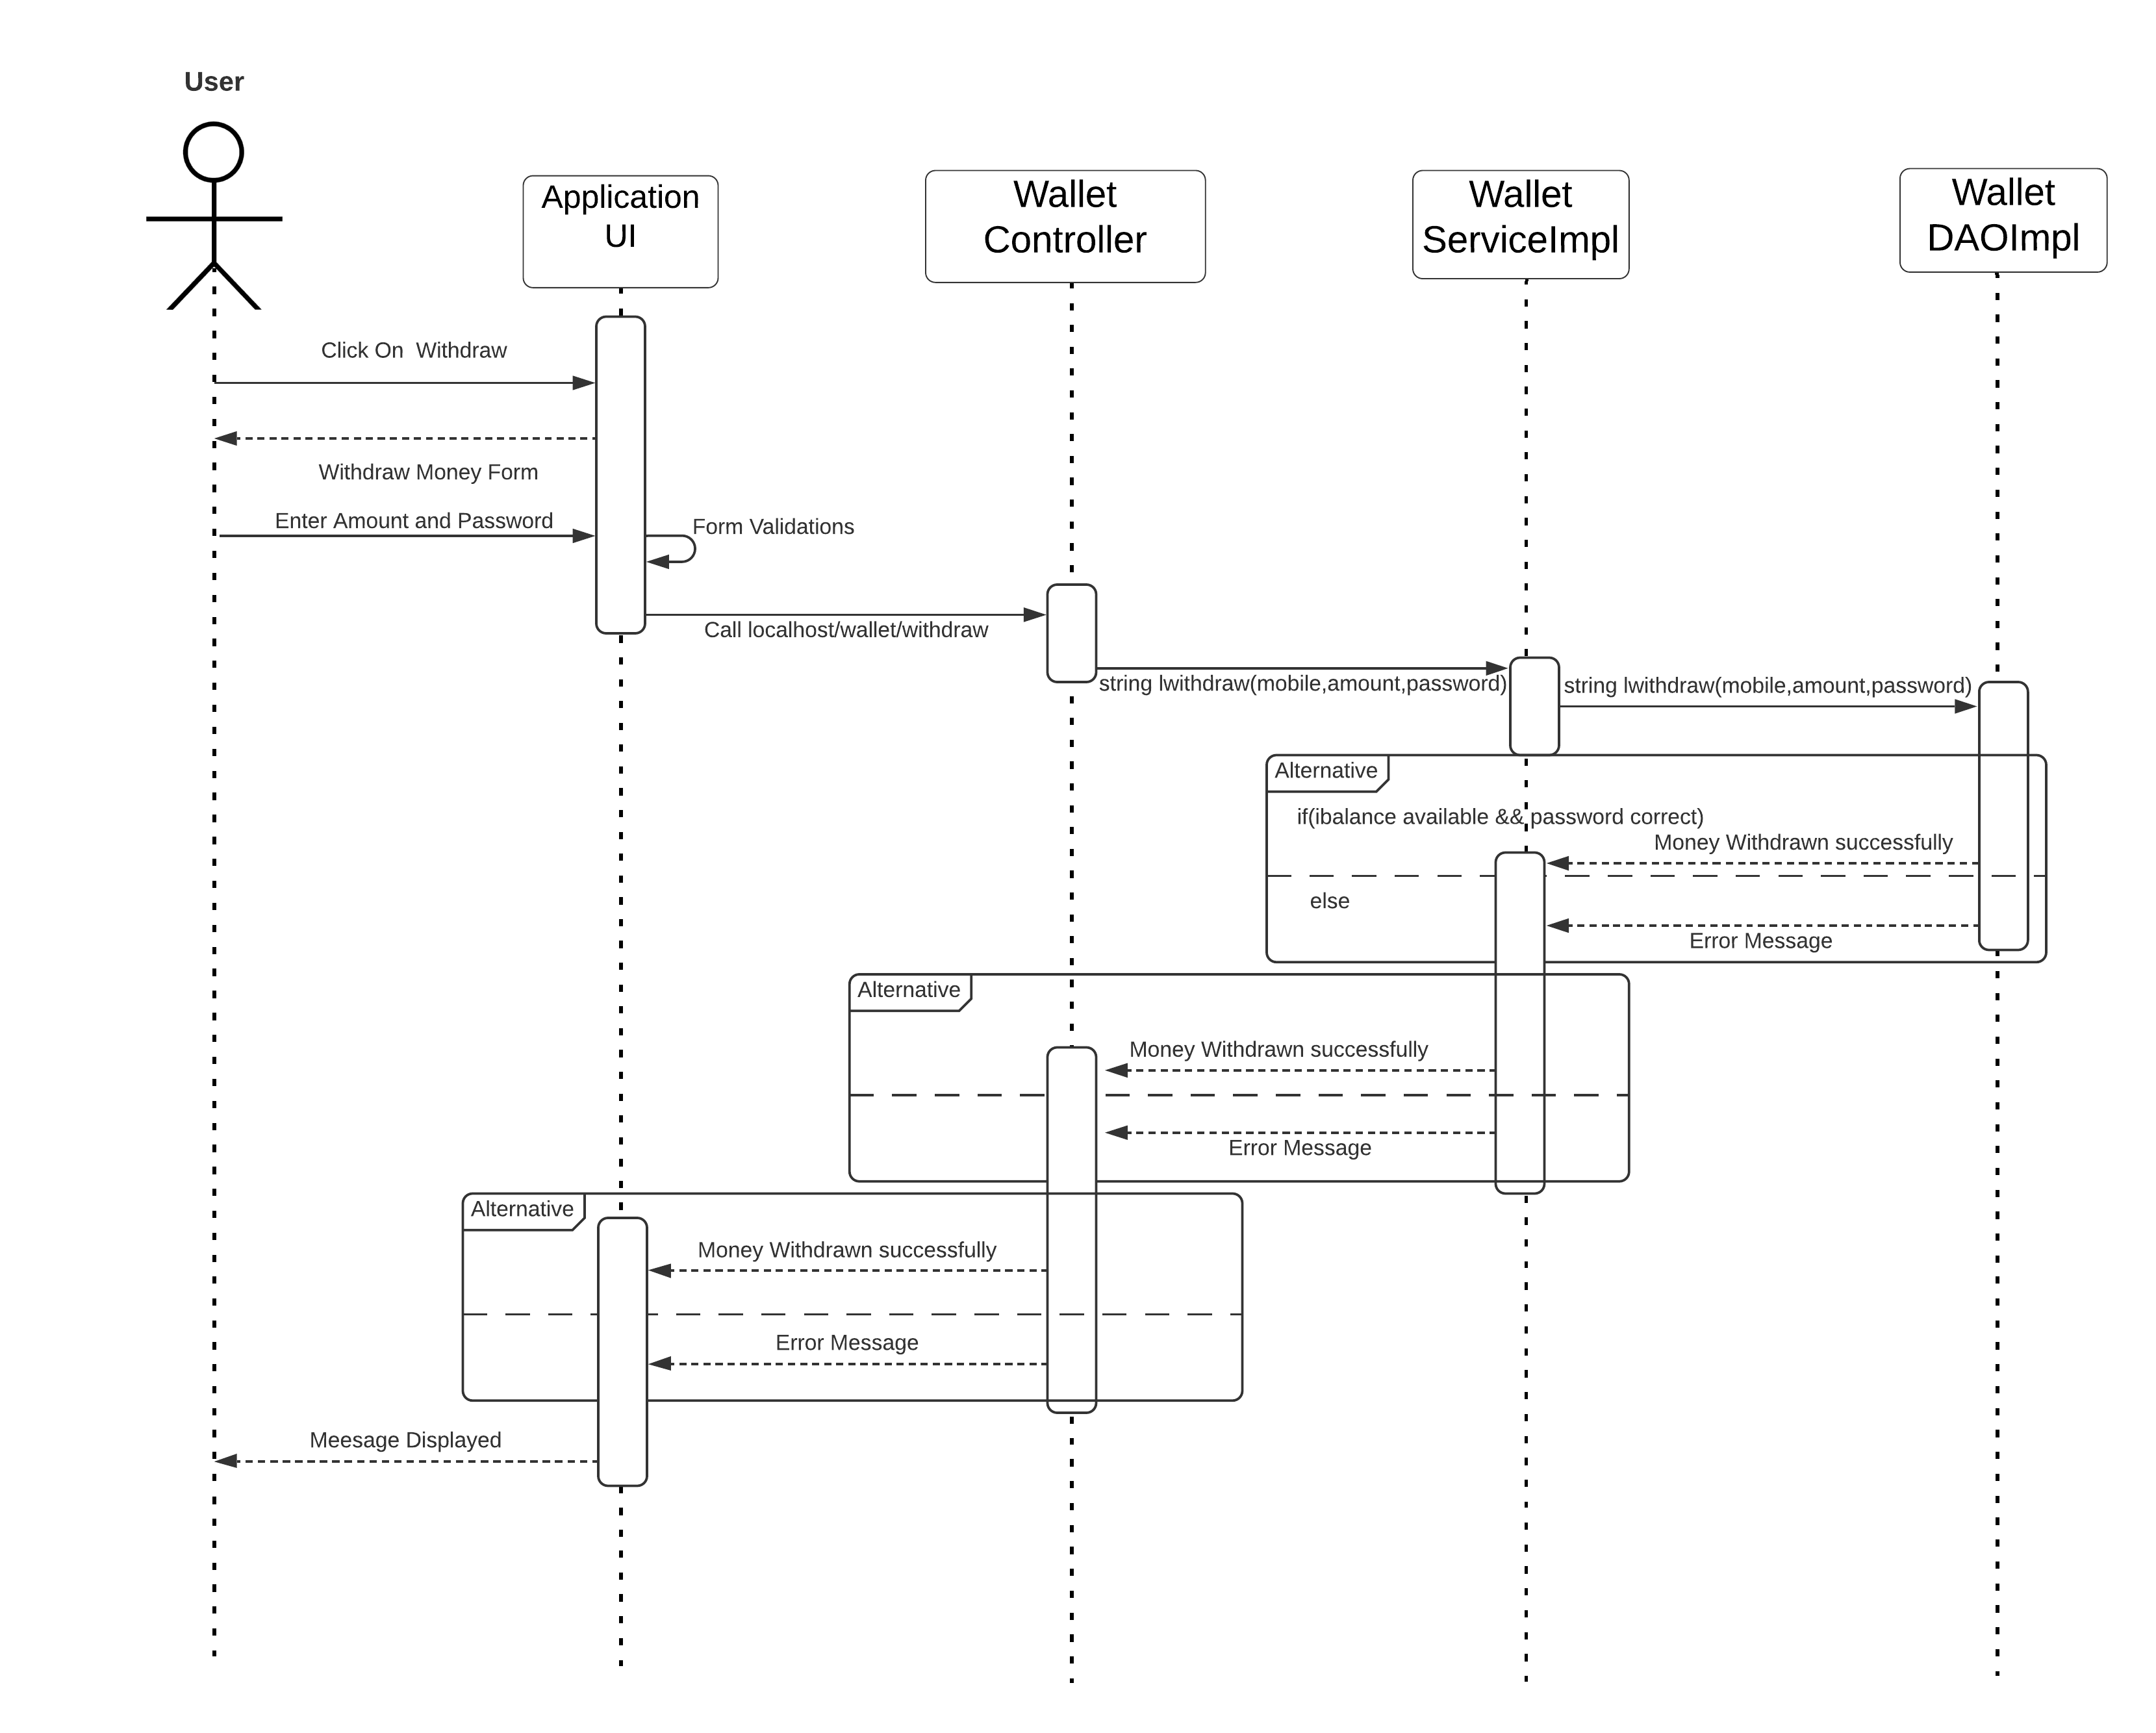 User
Application
UI
Wallet
Controller
Wallet
ServiceImpl
Wallet
DAOImpl
Click On  Withdraw
Withdraw Money Form
Enter Amount and Password
Form Validations
Call localhost/wallet/withdraw
string lwithdraw(mobile,amount,password)
string lwithdraw(mobile,amount,password)
Alternative
if(ibalance available && password correct)
Money Withdrawn successfully
else
Error Message
Alternative
Money Withdrawn successfully
Error Message
Alternative
Money Withdrawn successfully
Error Message
Meesage Displayed